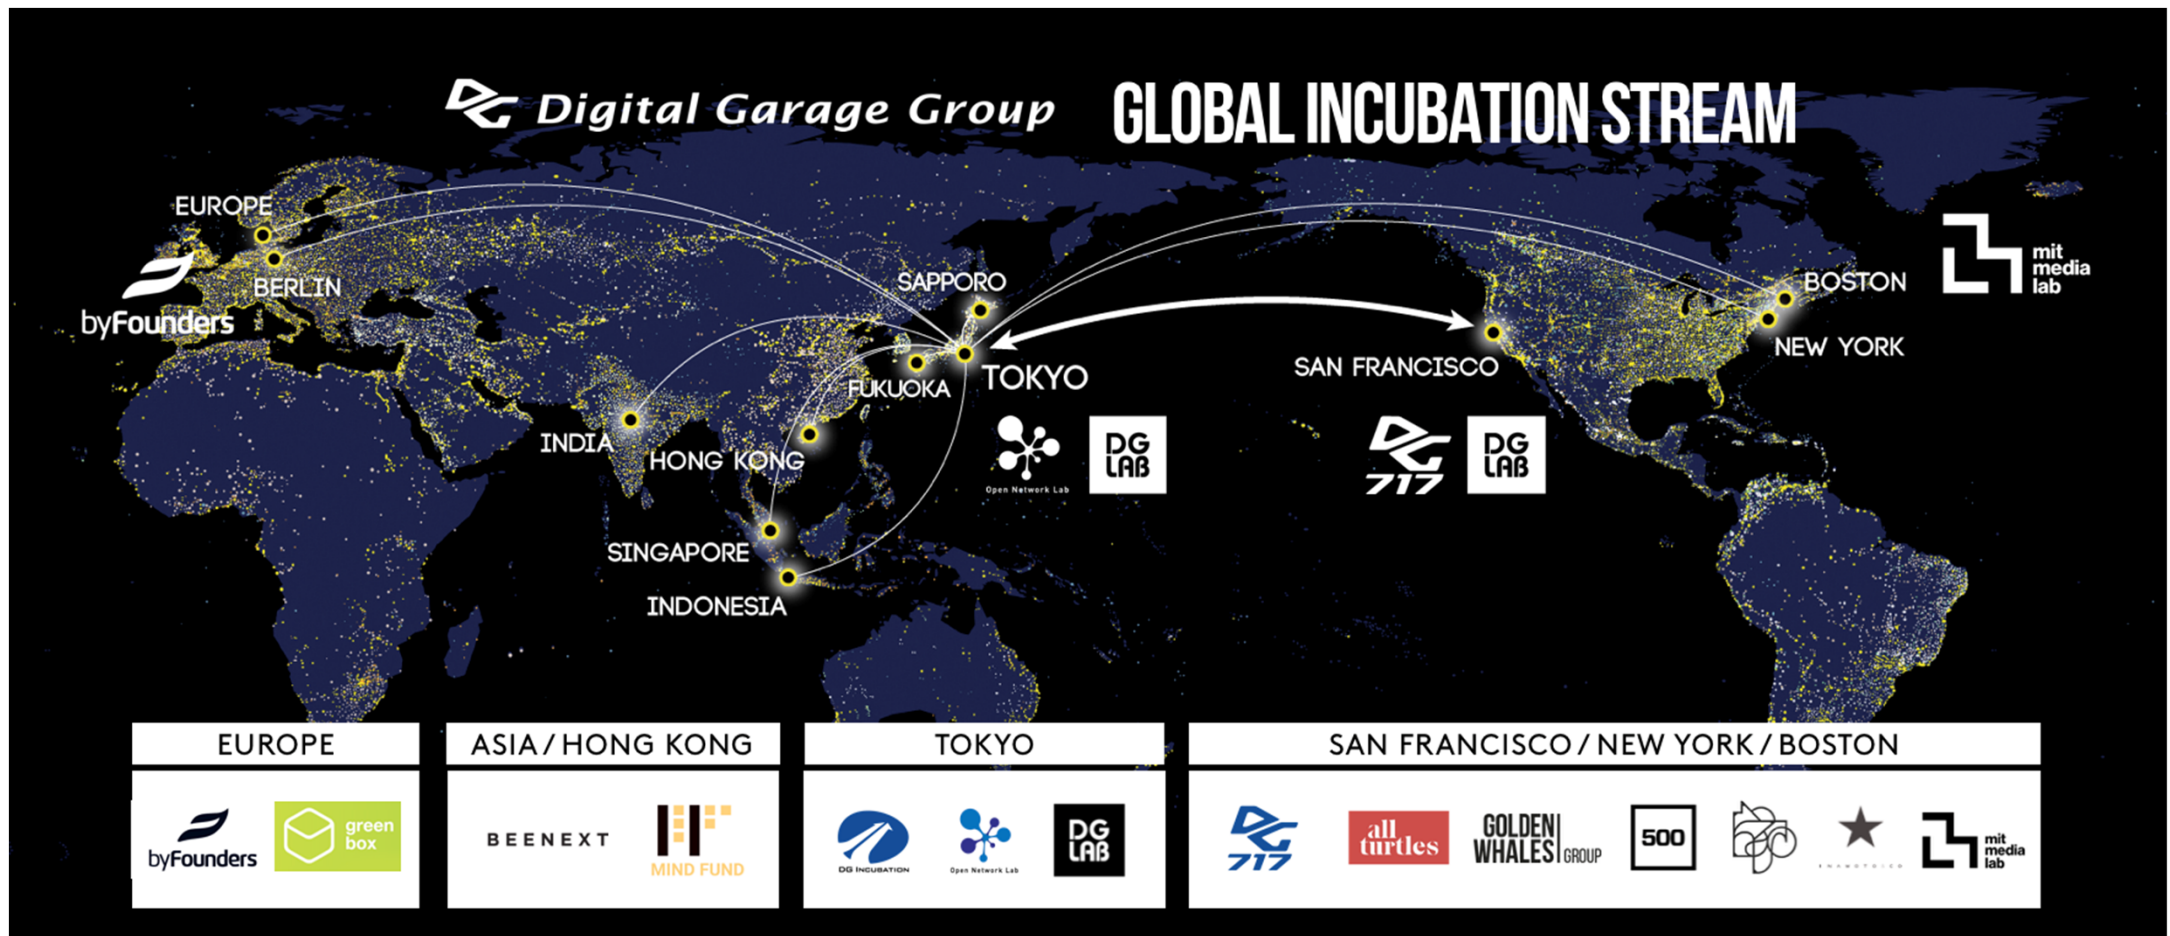 DG Digital Garage Group
GLOBAL INCUBATION STREAM
EUROPE
BERLIN
byFounders
SAPPORO
FUKUOKA
TOKYO
INDIA
HONG KONG
SINGAPORE
INDONESIA
Open Network Lab
DG
LAB
SAN FRANCISCO
DG
717
DG
LAB
BOSTON
NEW YORK
mit
media
lab
EUROPE
byFounders
green
box
ASIA / HONG KONG
BEENEXT
MIND FUND
TOKYO
DG INCUBATION
Open Network Lab
DG
LAB
SAN FRANCISCO / NEW YORK / BOSTON
DG
717
all
turtles
GOLDEN
WHALES GROUP
500
mit
media
lab